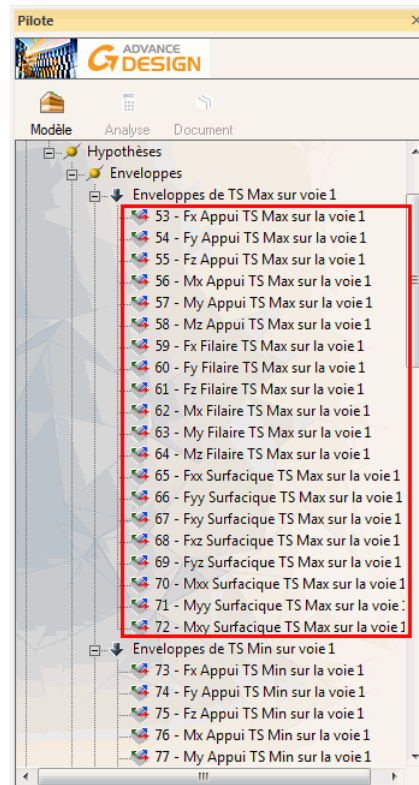 Pilote
ADVANCE
DESIGN
Modèle Analyse Document
Hypothèses
Enveloppes
Enveloppes de TS Max sur voie 1
53 - Fx Appui TS Max sur la voie 1
54 - Fy Appui TS Max sur la voie 1
55 - Fz Appui TS Max sur la voie 1
56 - Mx Appui TS Max sur la voie 1
57 - My Appui TS Max sur la voie 1
58 - Mz Appui TS Max sur la voie 1
59 - Fx Filaire TS Max sur la voie 1
60 - Fy Filaire TS Max sur la voie 1
61 - Fz Filaire TS Max sur la voie 1
62 - Mx Filaire TS Max sur la voie 1
63 - My Filaire TS Max sur la voie 1
64 - Mz Filaire TS Max sur la voie 1
65 - Fxx Surfacique TS Max sur la voie 1
66 - Fyy Surfacique TS Max sur la voie 1
67 - Fxy Surfacique TS Max sur la voie 1
68 - Fxz Surfacique TS Max sur la voie 1
69 - Fyz Surfacique TS Max sur la voie 1
70 - Mxx Surfacique TS Max sur la voie 1
71 - Myy Surfacique TS Max sur la voie 1
72 - Mxy Surfacique TS Max sur la voie 1
Enveloppes de TS Min sur voie 1
73 - Fx Appui TS Min sur la voie 1
74 - Fy Appui TS Min sur la voie 1
75 - Fz Appui TS Min sur la voie 1
76 - Mx Appui TS Min sur la voie 1
77 - My Appui TS Min sur la voie 1